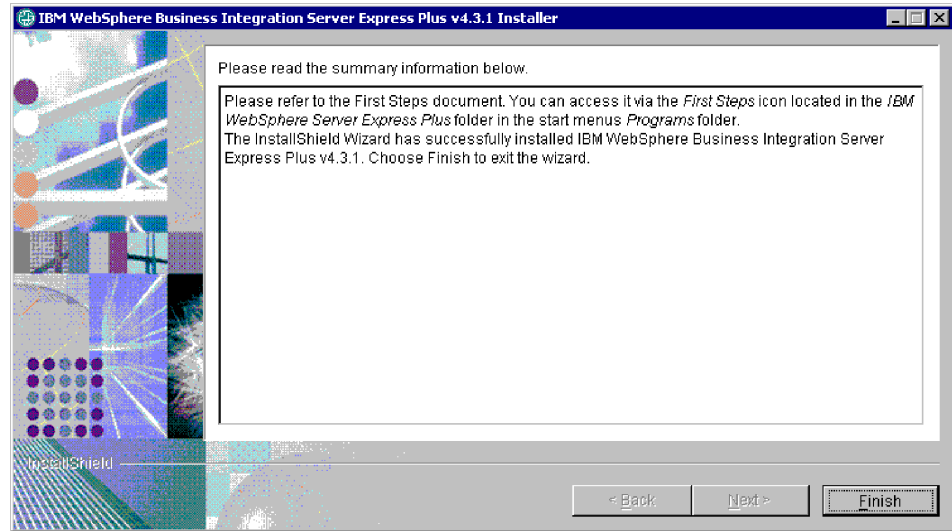 IBM WebSphere Business Integration Server Express Plus v4.3.1 Installer
Please read the summary information below.
Please refer to the First Steps document. You can access it via the First Steps icon located in the IBM
WebSphere Server Express Plus folder in the start menus Programs folder.
The InstallShield Wizard has successfully installed IBM WebSphere Business Integration Server
Express Plus v4.3.1. Choose Finish to exit the wizard.
InstallShield
< Back
Next >
Finish